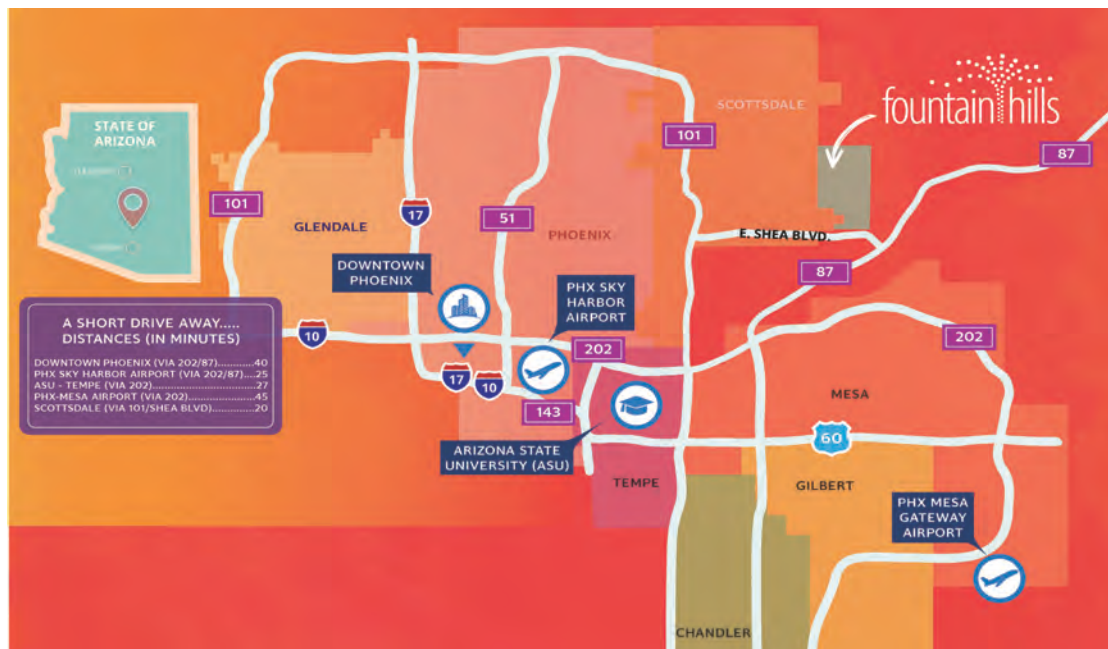 fountain hills
SCOTTSDALE
STATE OF
ARIZONA
87
101
101
17
51
GLENDALE
PHOENIX
E. SHEA BLVD.
DOWNTOWN
PHOENIX
87
PHX SKY
HARBOR
AIRPORT
A SHORT DRIVE AWAY.....
DISTANCES (IN MINUTES)
DOWNTOWN PHOENIX (VIA 202/87)..........40
PHX SKY HARBOR AIRPORT (VIA 202/87)....25
ASU - TEMPE (VIA 202)..........................27
PHX-MESA AIRPORT (VIA 202)................45
SCOTTSDALE (VIA 101/SHEA BLVD)..........20
10
202
202
17
10
143
MESA
60
ARIZONA STATE
UNIVERSITY (ASU)
TEMPE
GILBERT
PHX MESA
GATEWAY
AIRPORT
CHANDLER